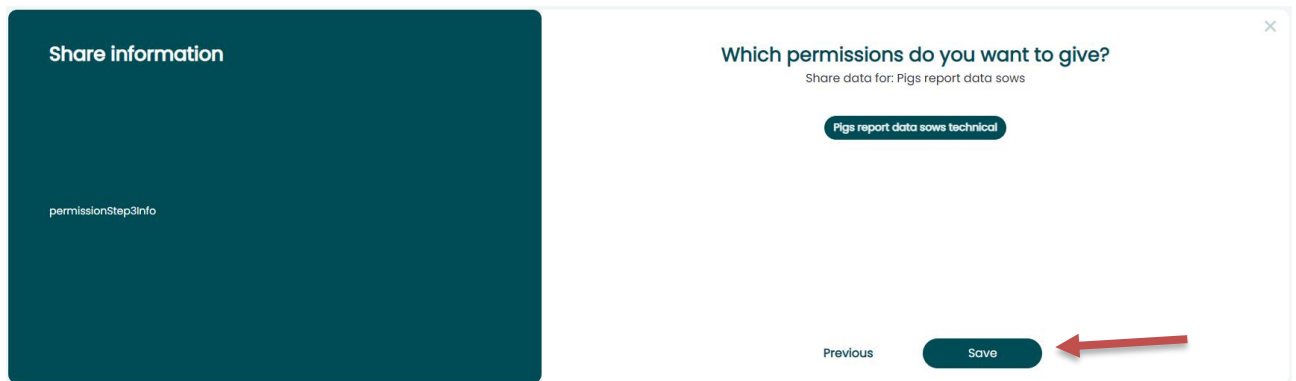 Share information
permissionStep3Info
Which permissions do you want to give?
Share data for: Pigs report data sows
Pigs report data sows technical
Previous
Save